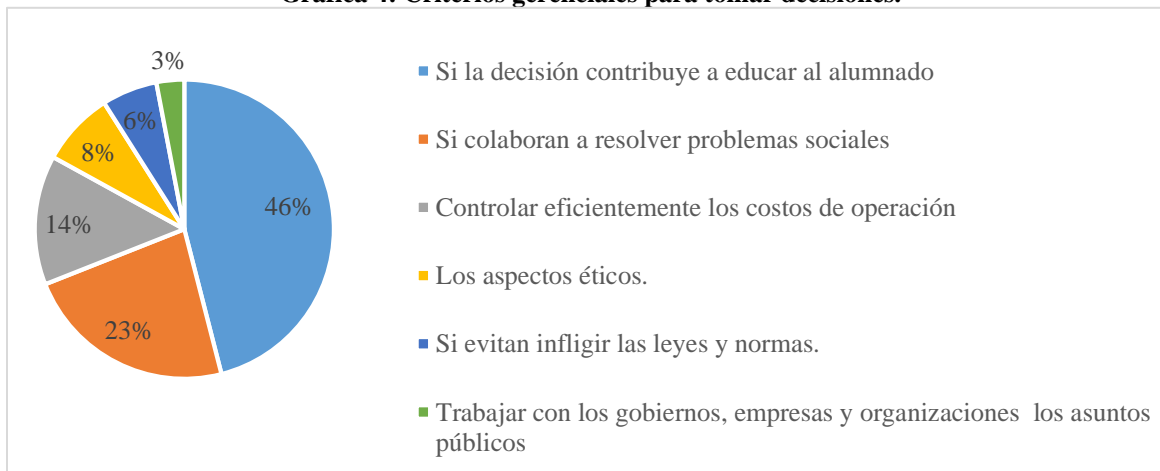 Gráfica 4. Criterios gerenciales para tomar decisiones.
3%
6%
8%
14%
23%
46%
Si la decisión contribuye a educar al alumnado
Si colaboran a resolver problemas sociales
Controlar eficientemente los costos de operación
Los aspectos éticos.
Si evitan infligir las leyes y normas.
Trabajar con los gobiernos, empresas y organizaciones los asuntos
públicos